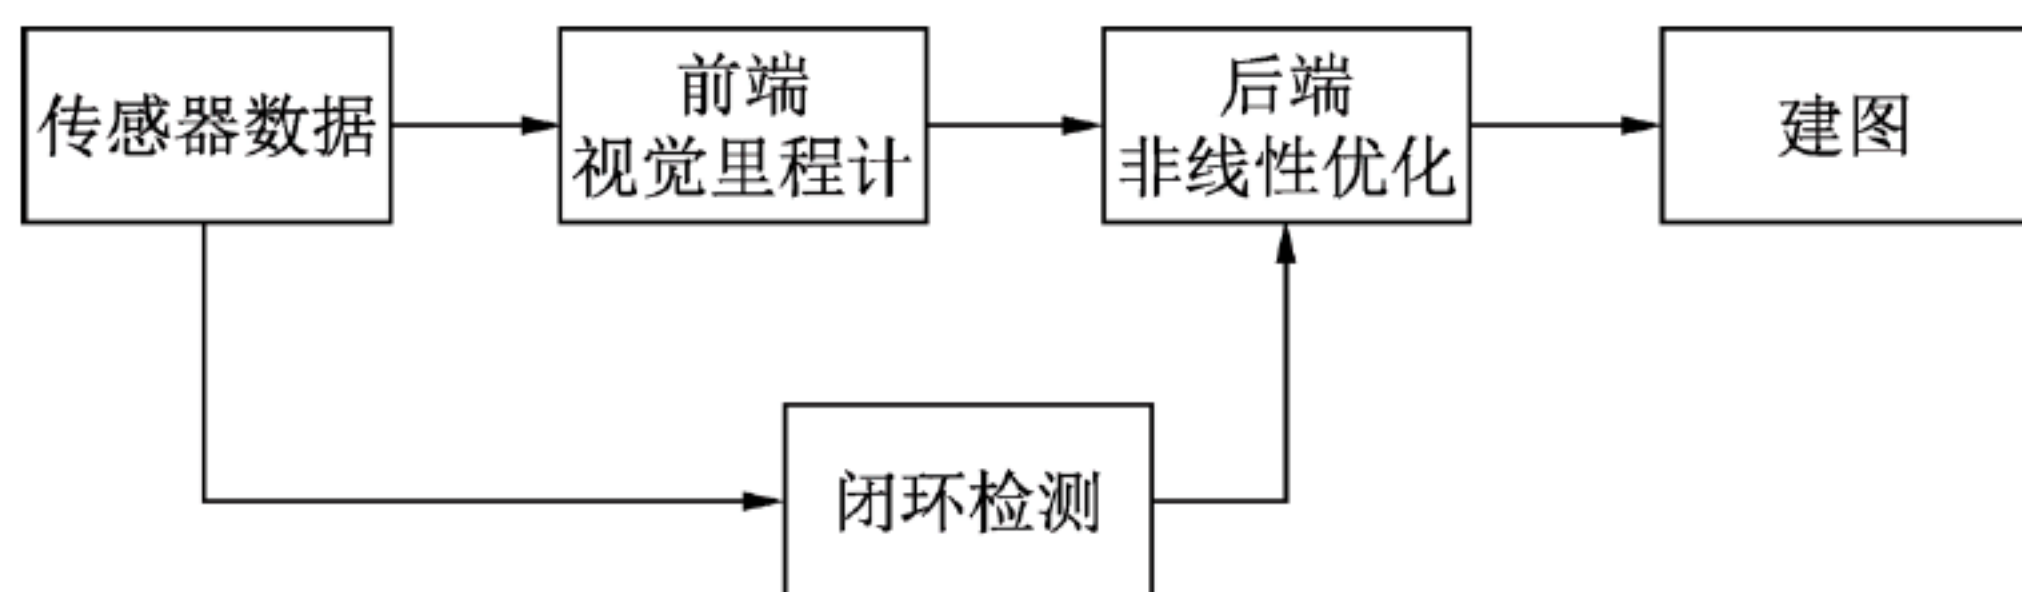 传感器数据
前端
视觉里程计
后端
非线性优化
建图
闭环检测